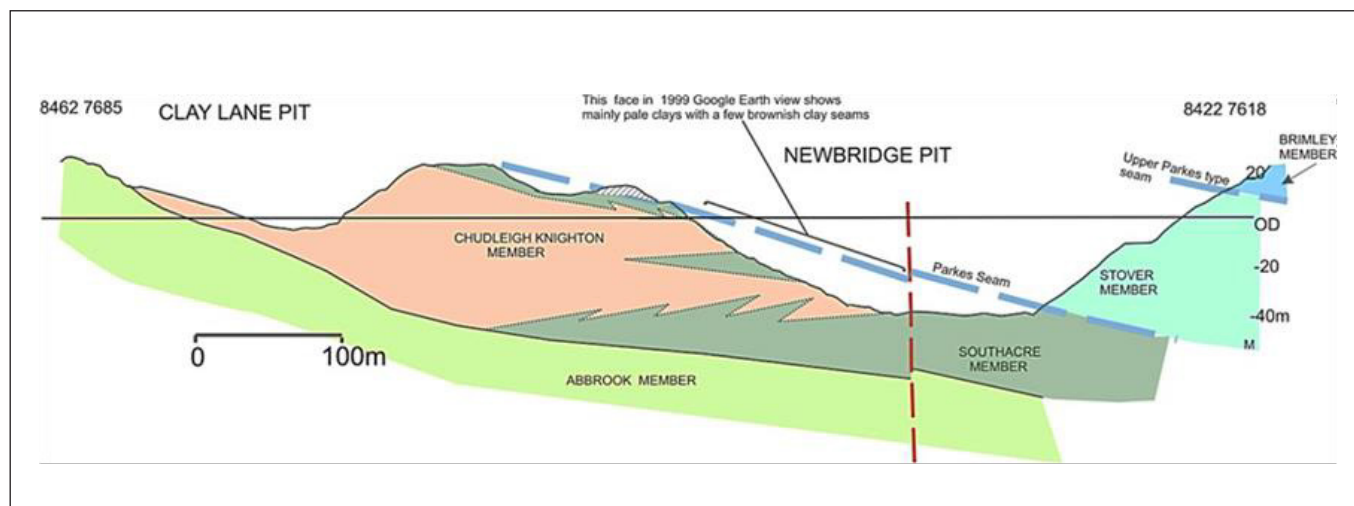 8462 7685
CLAY LANE PIT
This face in 1999 Google Earth view shows
mainly pale clays with a few brownish clay seams
8422 7618
NEWBRIDGE PIT
BRIMLEY
MEMBER
Upper Parkes type
seam
20
OD
CHUDLEIGH KNIGHTON
MEMBER
-20
Parkes Seam
STOVER
MEMBER
-40m
M
0
100m
SOUTHACRE
MEMBER
ABBROOK MEMBER